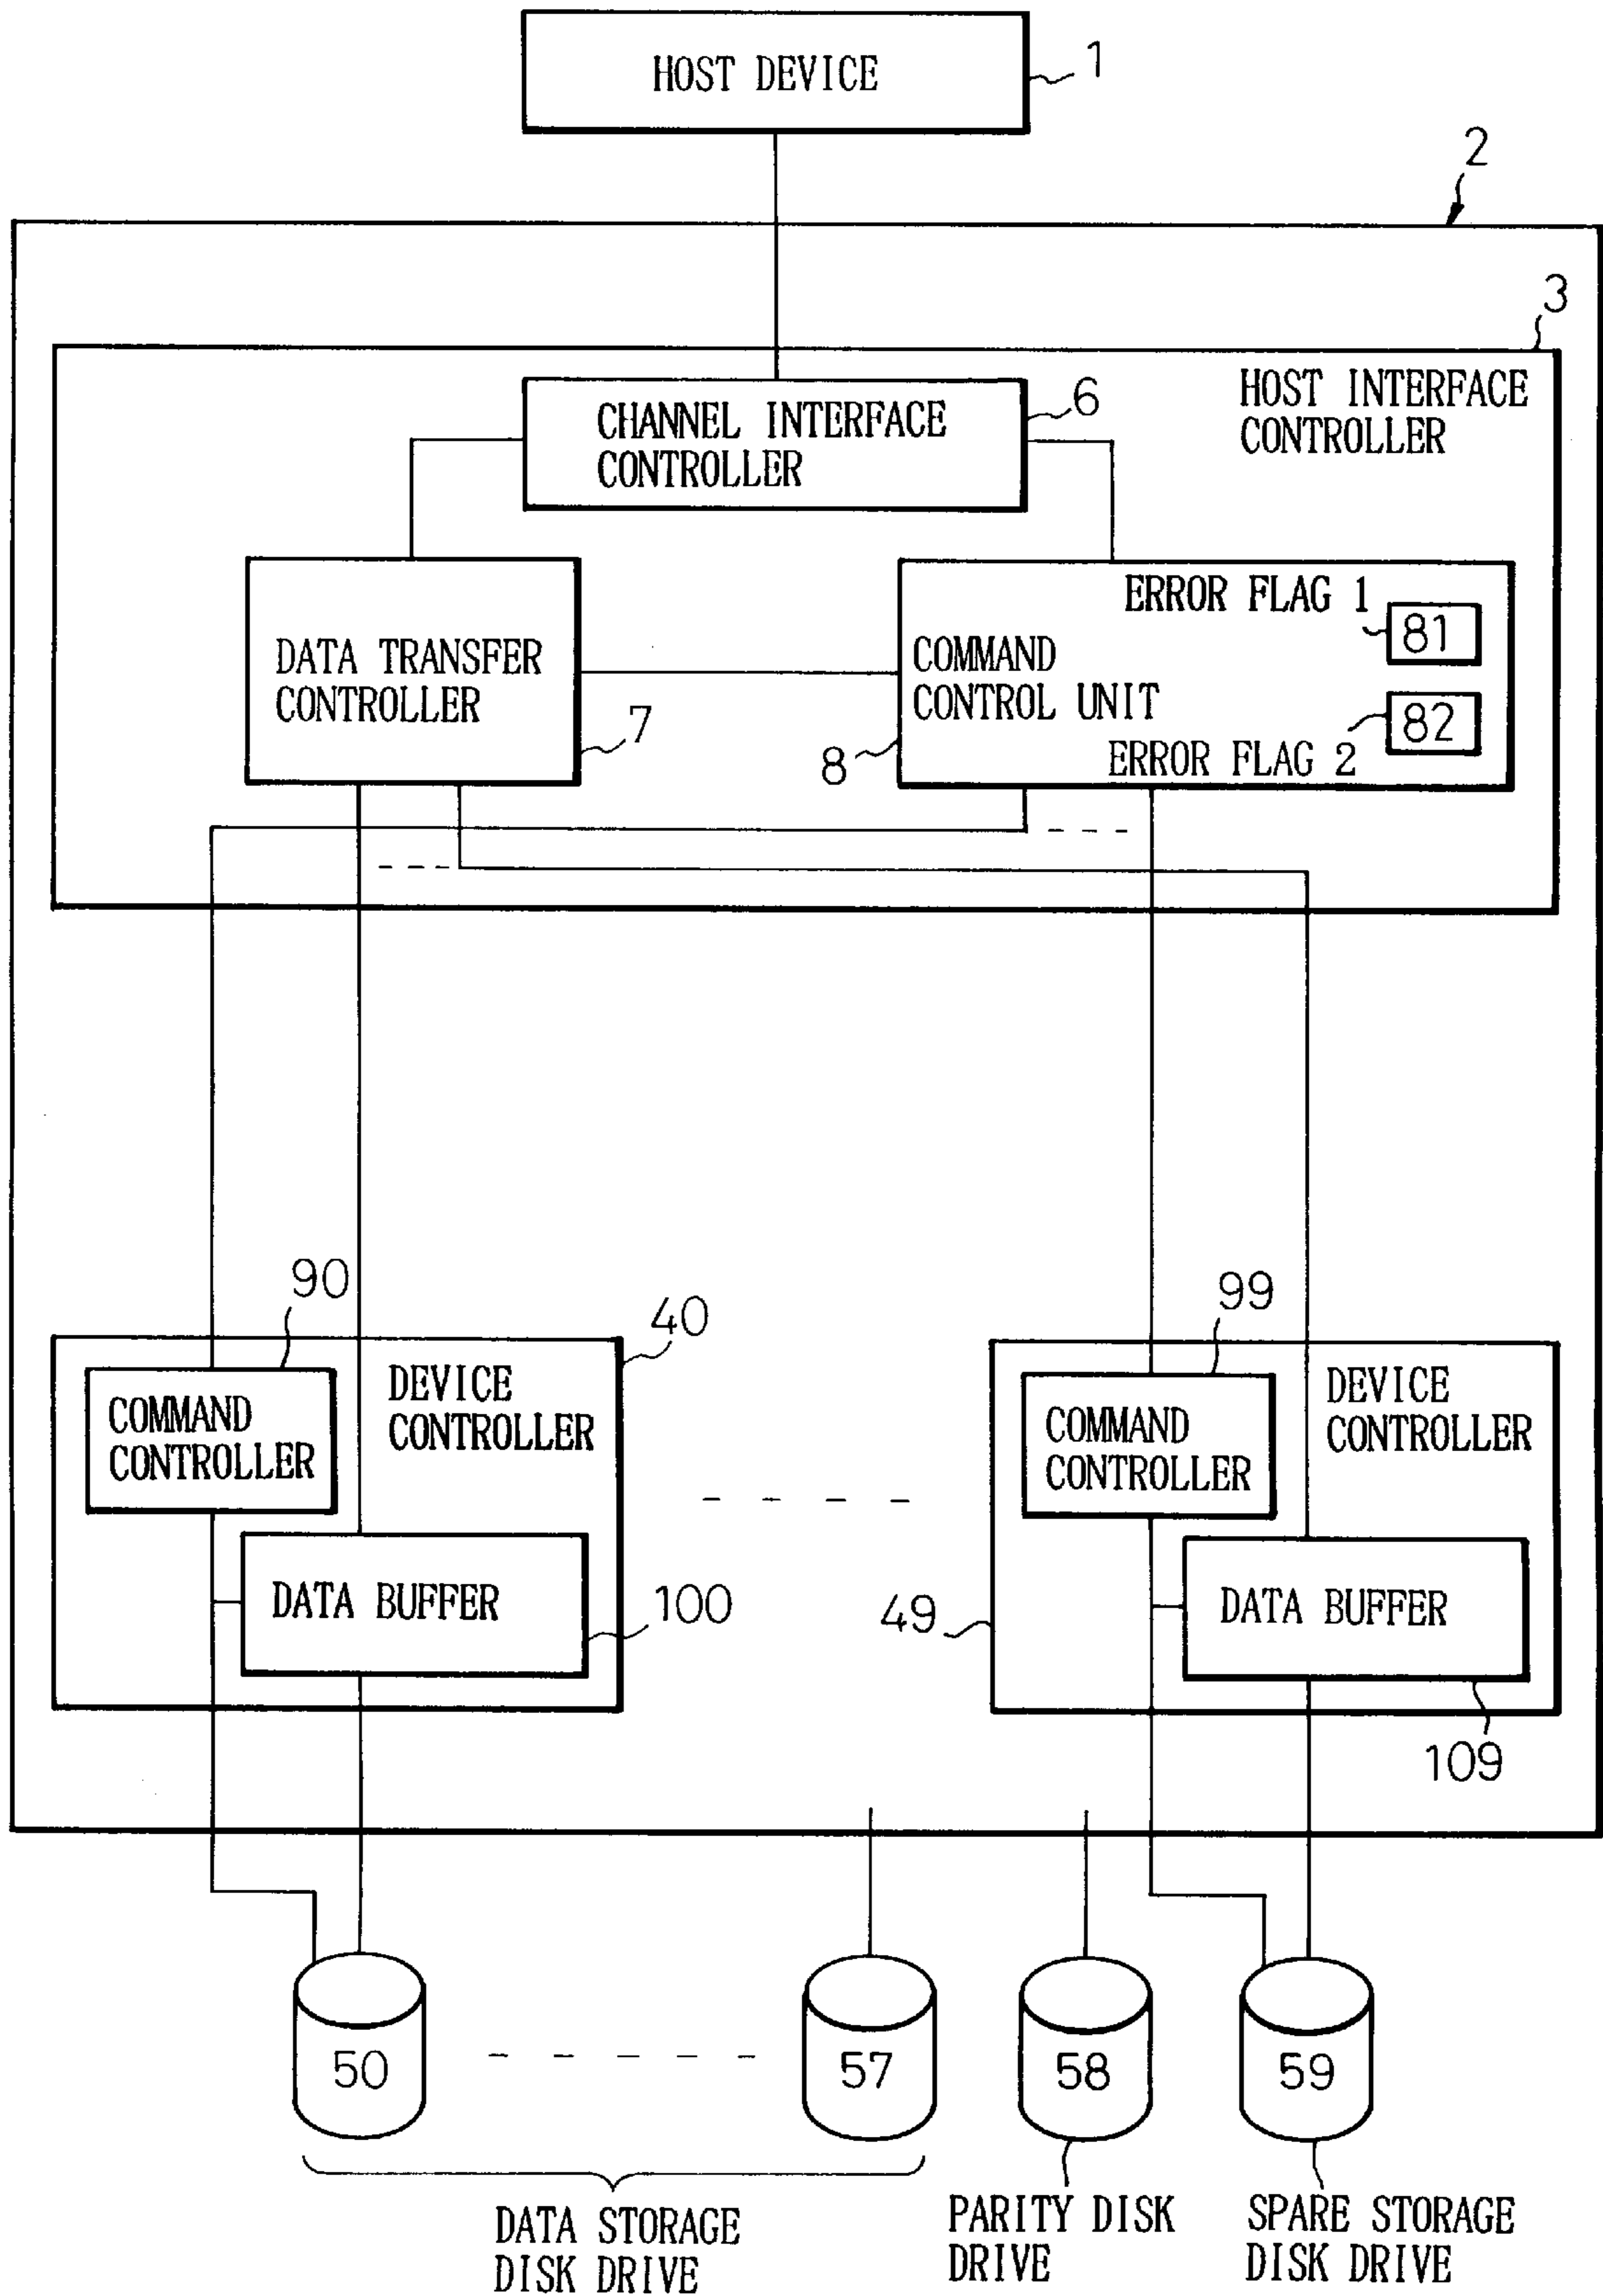 HOST DEVICE
1
2
3
HOST INTERFACE
CONTROLLER
CHANNEL INTERFACE
CONTROLLER
6
DATA TRANSFER
CONTROLLER
7
COMMAND
CONTROL UNIT
8
ERROR FLAG 1
81
82
ERROR FLAG 2
90
40
COMMAND
CONTROLLER
DEVICE
CONTROLLER
DATA BUFFER
100
99
COMMAND
CONTROLLER
DEVICE
CONTROLLER
49
DATA BUFFER
109
50
57
58
59
DATA STORAGE
DISK DRIVE
PARITY DISK
DRIVE
SPARE STORAGE
DISK DRIVE